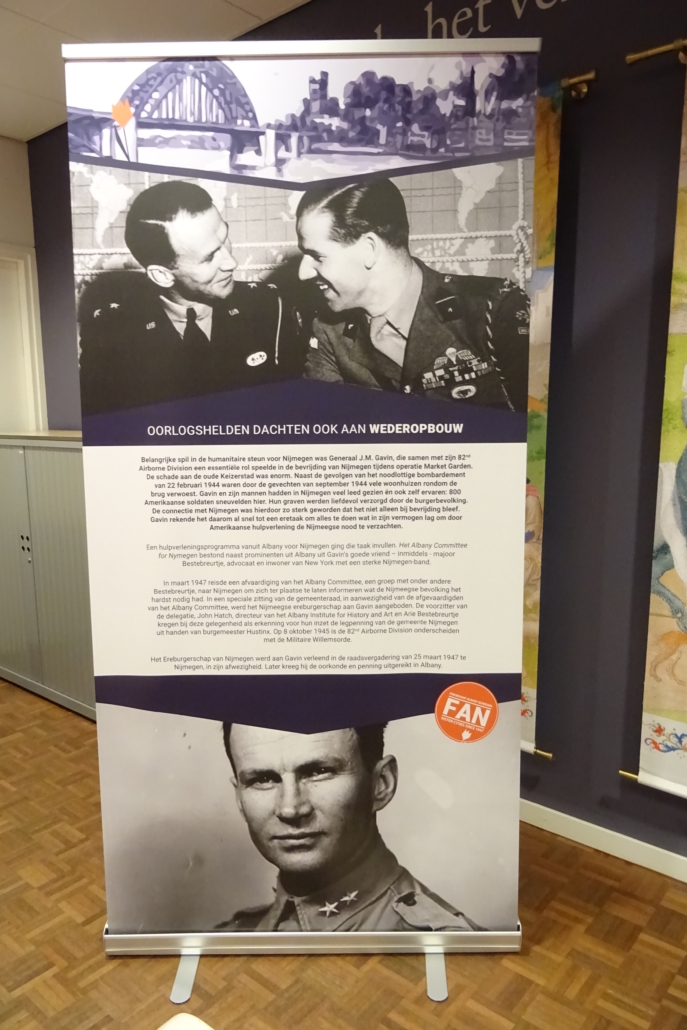 het ve
OORLOGSHELDEN DACHTEN OOK AAN WEDEROPBOUW
Belangrijke spil in de humanitaire steun voor Nijmegen was Generaal J.M. Gavin, die samen met zijn 82nd
Airborne Division een essentiële rol speelde in de bevrijding van Nijmegen tijdens operatie Market Garden.
De schade aan de oude Keizerstad was enorm. Naast de gevolgen van het noodlottige bombardement
van 22 februari 1944 waren door de gevechten van september 1944 vele woonhuizen rondom de
brug verwoest. Gavin en zijn mannen hadden in Nijmegen veel leed gezien én ook zelf ervaren: 800
Amerikaanse soldaten sneuvelden hier. Hun graven werden liefdevol verzorgd door de burgerbevolking.
De connectie met Nijmegen was hierdoor zo sterk geworden dat het niet alleen bij bevrijding bleef.
Gavin rekende het daarom al snel tot een eretaak om alles te doen wat in zijn vermogen lag om door
Amerikaanse hulpverlening de Nijmeegse nood te verzachten.
Een hulpverleningsprogramma vanuit Albany voor Nijmegen ging die taak invullen. Het Albany Committee
for Nymegen bestond naast prominenten uit Albany uit Gavin's goede vriend – inmiddels - majoor
Bestebreurtje, advocaat en inwoner van New York met een sterke Nijmegen-band.
In maart 1947 reisde een afvaardiging van het Albany Committee, een groep met onder andere
Bestebreurtje, naar Nijmegen om zich ter plaatse te laten informeren wat de Nijmeegse bevolking het
hardst nodig had. In een speciale zitting van de gemeenteraad, in aanwezigheid van de afgevaardigden
van het Albany Committee, werd het Nijmeegse ereburgerschap aan Gavin aangeboden. De voorzitter van
de delegatie, John Hatch, directeur van het Albany Institute for History and Art en Arie Bestebreurtje
kregen bij deze gelegenheid als erkenning voor hun inzet de legpenning van de gemeente Nijmegen
uit handen van burgemeester Hustinx. Op 8 oktober 1945 is de 82nd Airborne Division onderscheiden
met de Militaire Willemsorde.
Het Ereburgerschap van Nijmegen werd aan Gavin verleend in de raadsvergadering van 25 maart 1947 te
Nijmegen, in zijn afwezigheid. Later kreeg hij de oorkonde en penning uitgereikt in Albany.
FAN